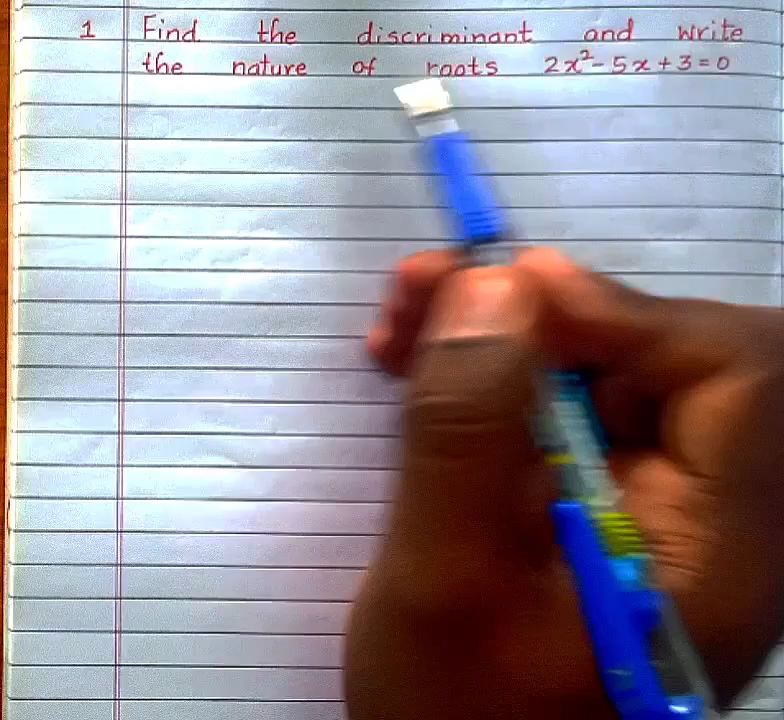 1 Find the discriminant and write
the nature of roots 2x²-5x+3=0